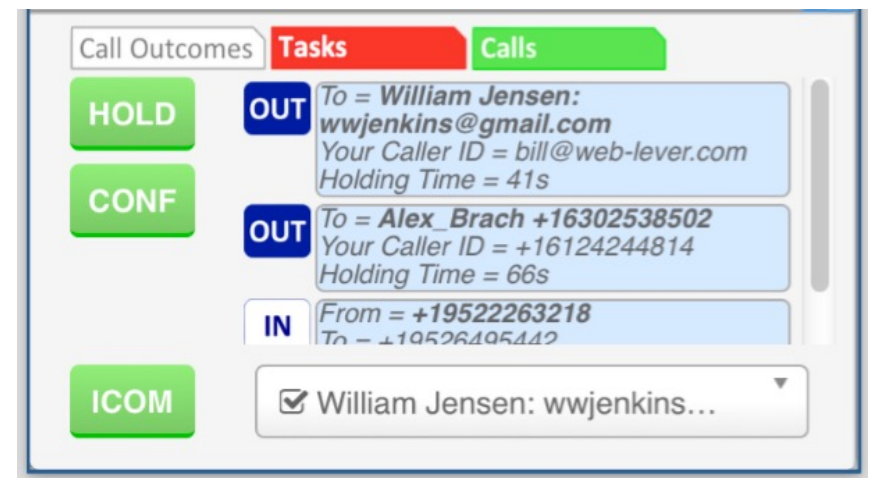 Call Outcomes Tasks Calls
HOLD
CONF
OUT
To = William Jensen:
wwjenkins@gmail.com
Your Caller ID = bill@web-lever.com
Holding Time = 41s
OUT
To = Alex_Brach +16302538502
Your Caller ID = +16124244814
Holding Time = 66s
IN
From = +19522263218
To = +19526495442
ICOM
William Jensen: wwjenkins...